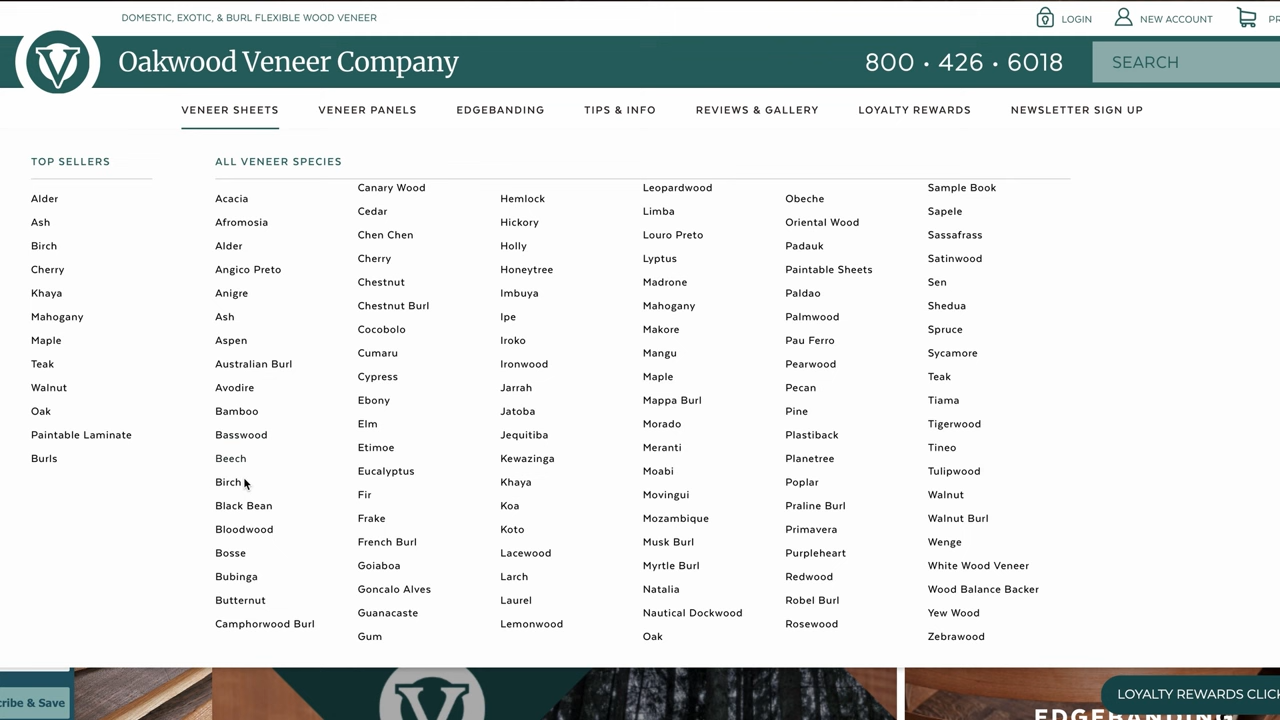 DOMESTIC, EXOTIC, & BURL FLEXIBLE WOOD VENEER
LOGIN
NEW ACCOUNT
PR
Oakwood Veneer Company
800 • 426 • 6018
SEARCH
VENEER SHEETS
VENEER PANELS
EDGEBANDING
TIPS & INFO
REVIEWS & GALLERY
LOYALTY REWARDS
NEWSLETTER SIGN UP
TOP SELLERS
Alder
Ash
Birch
Cherry
Khaya
Mahogany
Maple
Teak
Walnut
Oak
Paintable Laminate
Burls
ALL VENEER SPECIES
Acacia
Afromosia
Alder
Angico Preto
Anigre
Ash
Aspen
Australian Burl
Avodire
Bamboo
Basswood
Beech
Birch
Black Bean
Bloodwood
Bosse
Bubinga
Butternut
Camphorwood Burl
Canary Wood
Cedar
Chen Chen
Cherry
Chestnut
Chestnut Burl
Cocobolo
Cumaru
Cypress
Ebony
Elm
Etimoe
Eucalyptus
Fir
Frake
French Burl
Goiaboa
Goncalo Alves
Guanacaste
Gum
Hemlock
Hickory
Holly
Honeytree
Imbuya
Ipe
Iroko
Ironwood
Jarrah
Jatoba
Jequitiba
Kewazinga
Khaya
Koa
Koto
Lacewood
Larch
Laurel
Lemonwood
Leopardwood
Limba
Louro Preto
Lyptus
Madrone
Mahogany
Makore
Mangu
Maple
Mappa Burl
Morado
Meranti
Moabi
Movingui
Mozambique
Musk Burl
Myrtle Burl
Natalia
Nautical Dockwood
Oak
Obeche
Oriental Wood
Padauk
Paintable Sheets
Paldao
Palmwood
Pau Ferro
Pearwood
Pecan
Pine
Plastiback
Planetree
Poplar
Praline Burl
Primavera
Purpleheart
Redwood
Robel Burl
Rosewood
Sample Book
Sapele
Sassafrass
Satinwood
Sen
Shedua
Spruce
Sycamore
Teak
Tiama
Tigerwood
Tineo
Tulipwood
Walnut
Walnut Burl
Wenge
White Wood Veneer
Wood Balance Backer
Yew Wood
Zebrawood
cribe & Save
LOYALTY REWARDS CLICK
EDGEBANDING